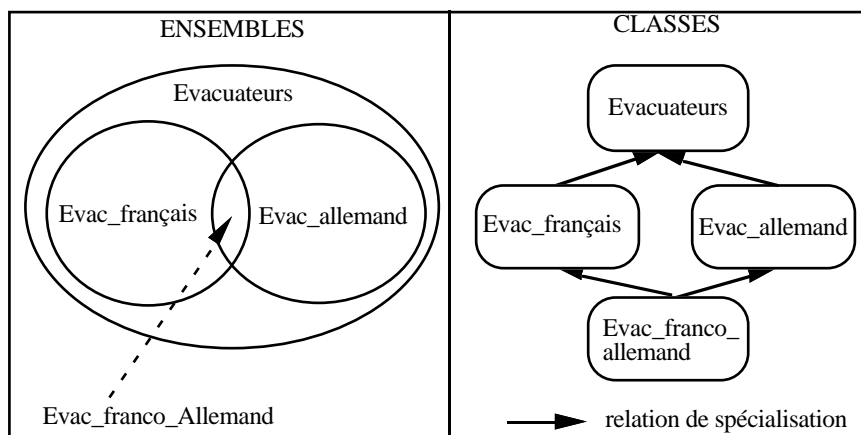 ENSEMBLES
Evacuateurs
Evac_français
Evac_allemand
Evac_franco_Allemand
CLASSES
Evacuateurs
Evac_français
Evac_allemand
Evac_franco_
allemand
relation de spécialisation